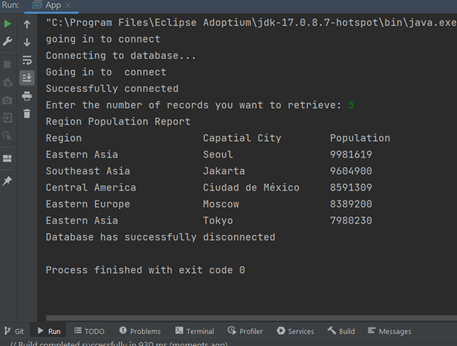 Run: App ×
"C:\Program Files\Eclipse Adoptium\jdk-17.0.8.7-hotspot\bin\java.exe
going in to connect
Connecting to database...
Going in to  connect
Successfully connected
Enter the number of records you want to retrieve: 5
Region Population Report
Region Capatial City Population
Eastern Asia Seoul 9981619
Southeast Asia Jakarta 9604900
Central America Ciudad de México 8591309
Eastern Europe Moscow 8389200
Eastern Asia Tokyo 7980230
Database has successfully disconnected
Process finished with exit code 0
Git Run TODO Problems Terminal Profiler Services Build Messages
// Build completed successfully in 930 ms (moments ago)